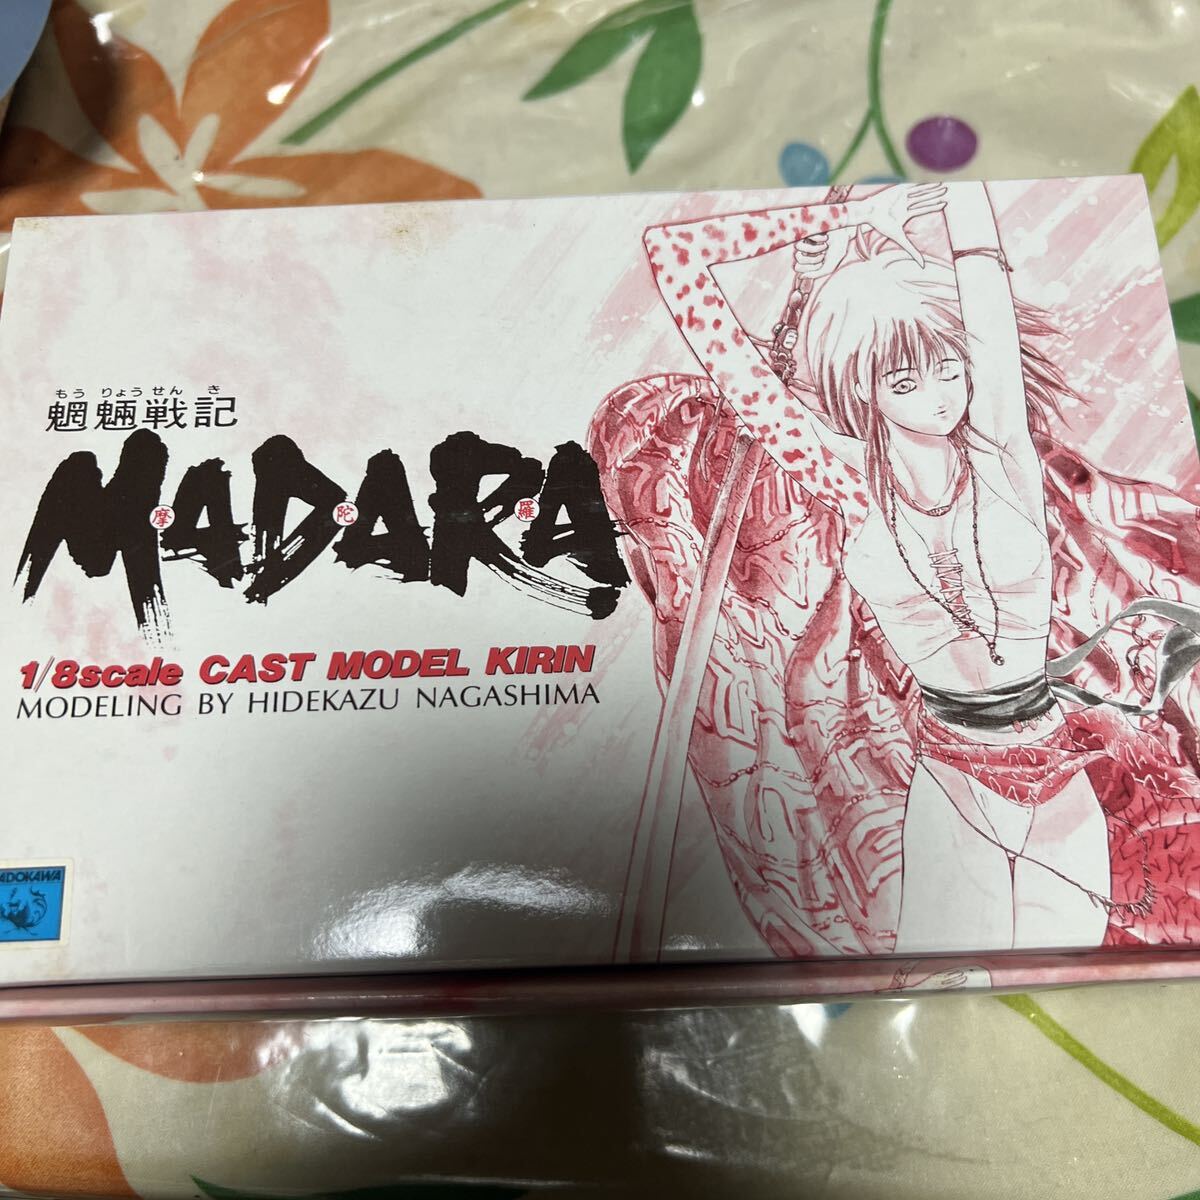 もうりょうせんき
魍魎戦記
MADARA
摩陀羅
1/8scale CAST MODEL KIRIN
MODELING BY HIDEKAZU NAGASHIMA
ADOKAWA